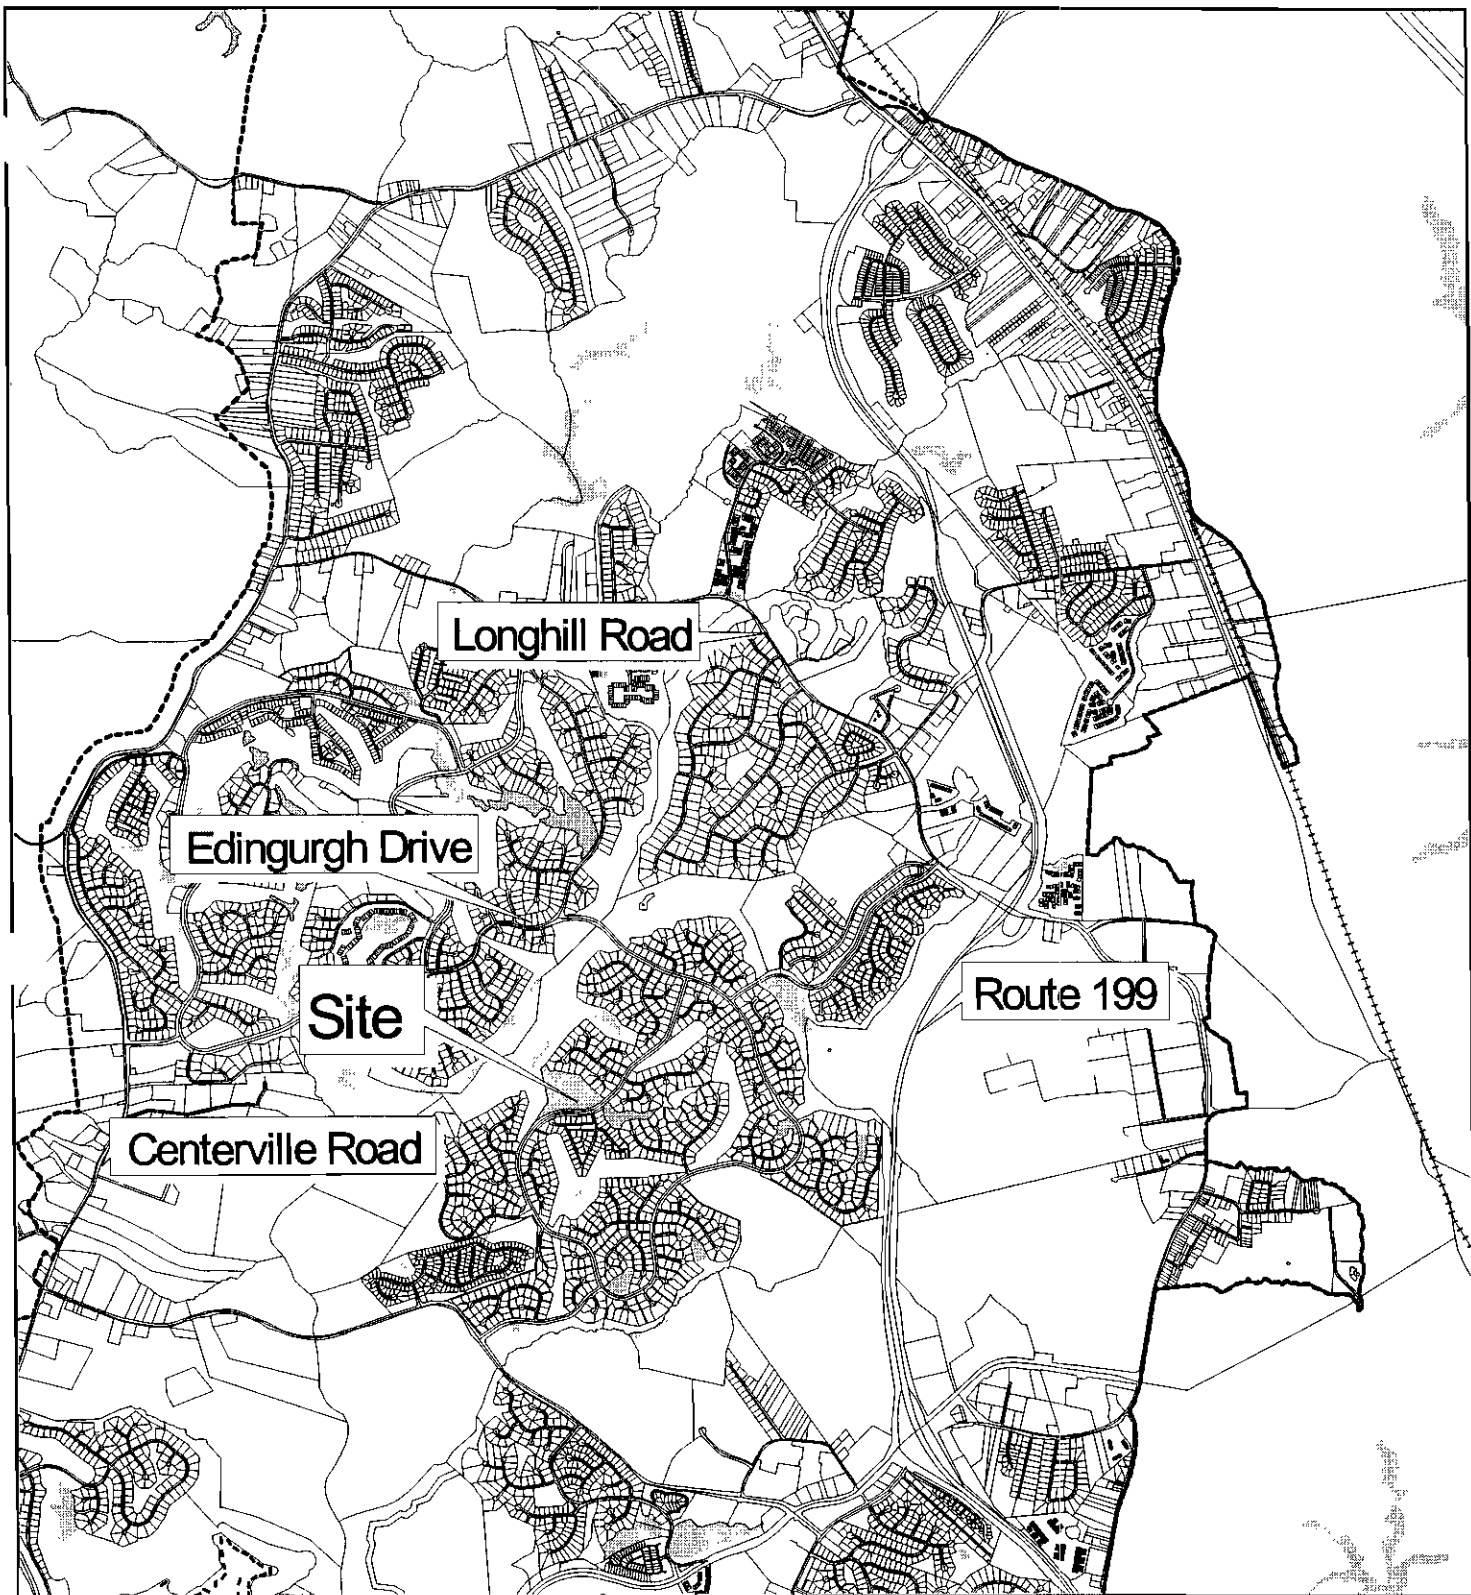 Longhill Road
Edingurgh Drive
Site
Route 199
Centerville Road